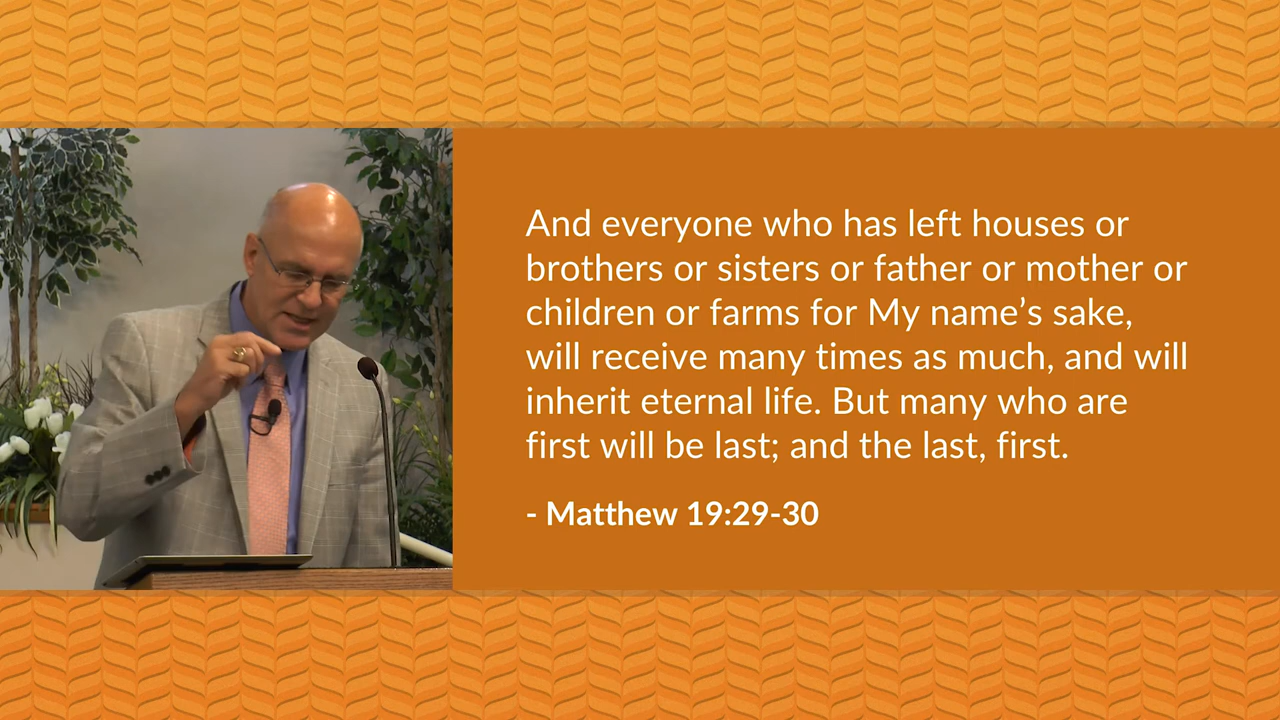 And everyone who has left houses or
brothers or sisters or father or mother or
children or farms for My name’s sake,
will receive many times as much, and will
inherit eternal life. But many who are
first will be last; and the last, first.
- Matthew 19:29-30